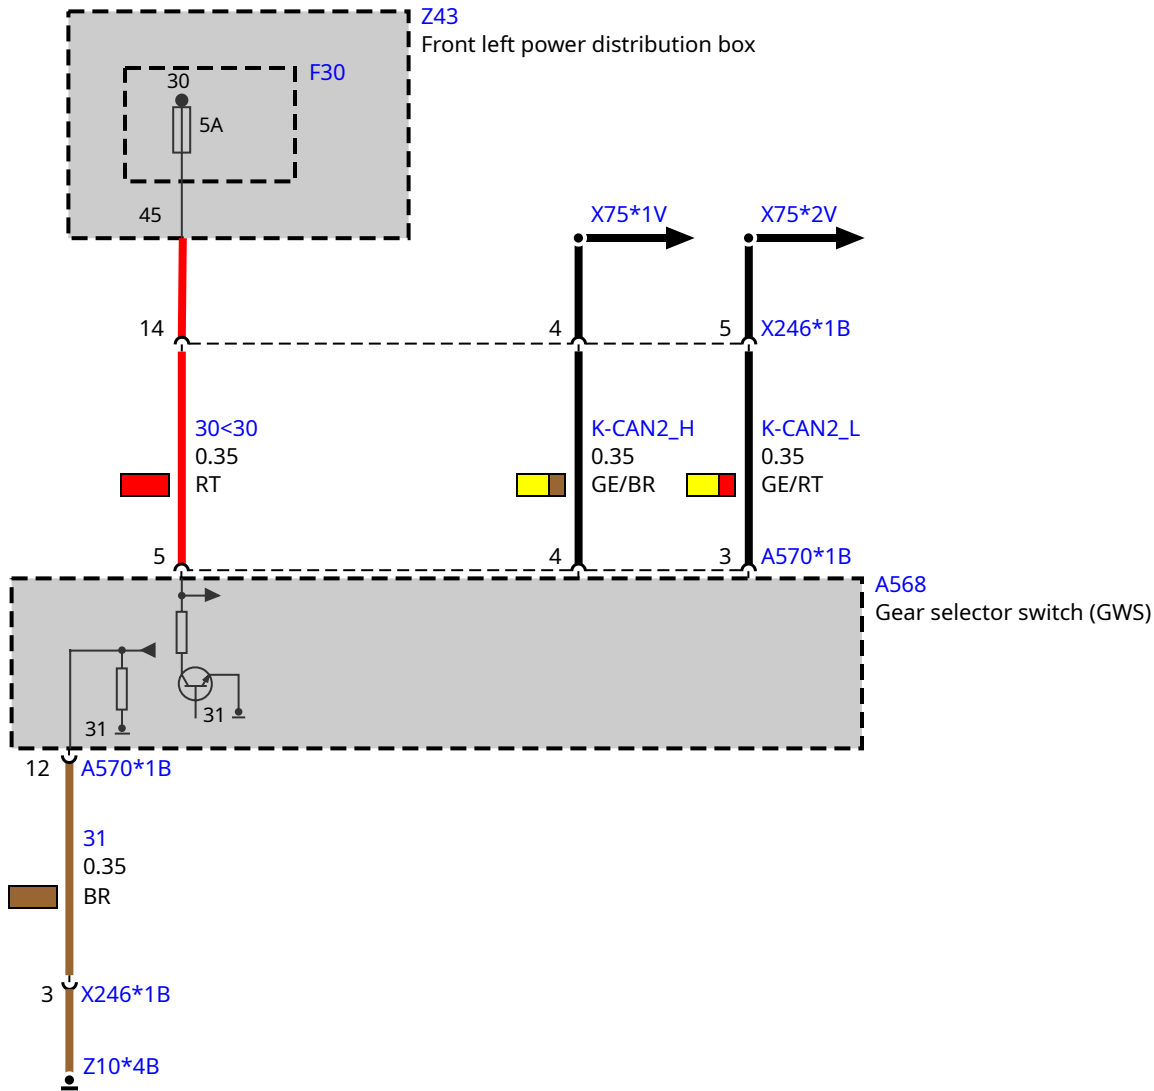 Z43
Front left power distribution box
F30
30
5A
45
X75*1V
X75*2V
14
4
5
X246*1B
30<30
0.35
RT
K-CAN2_H
0.35
GE/BR
K-CAN2_L
0.35
GE/RT
5
4
3
A570*1B
A568
Gear selector switch (GWS)
31
31
12
A570*1B
31
0.35
BR
3
X246*1B
Z10*4B